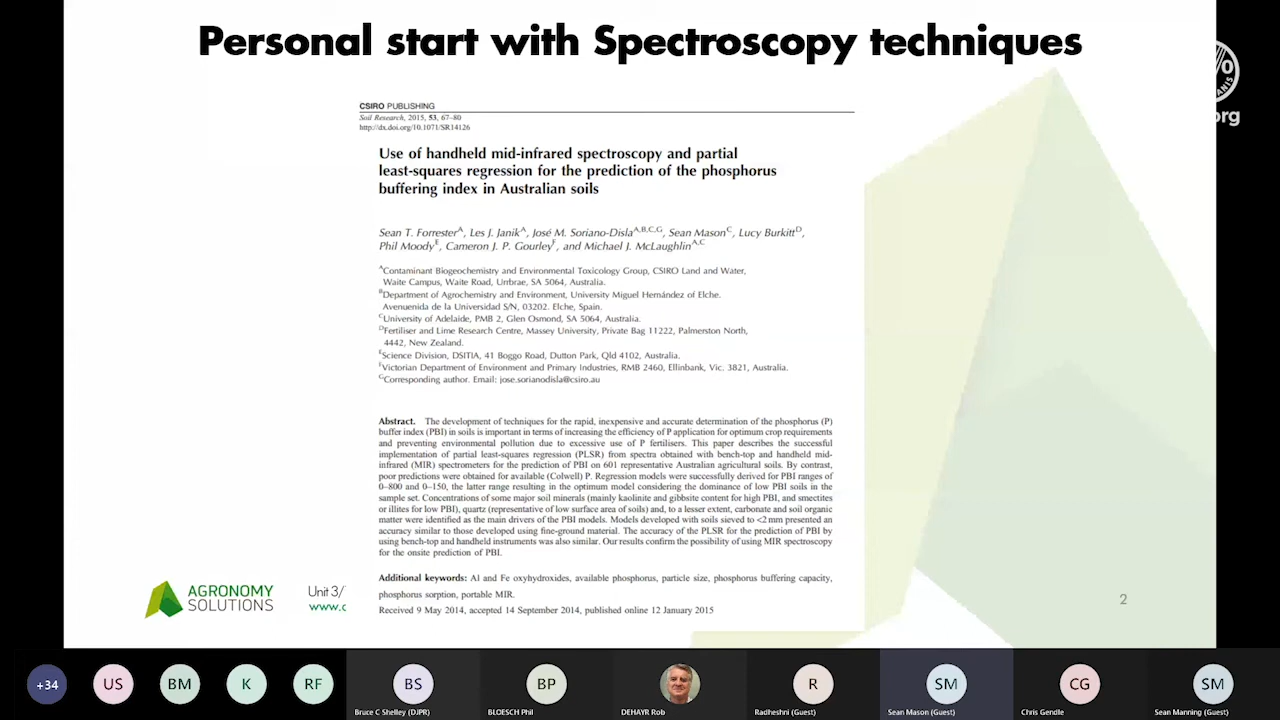 Personal start with Spectroscopy techniques
CSIRO PUBLISHING
Soil Research, 2015, 53, 67–80
http://dx.doi.org/10.1071/SR14126
Use of handheld mid-infrared spectroscopy and partial
least-squares regression for the prediction of the phosphorus
buffering index in Australian soils
Sean T. Forrester^A, Les J. Janik^A, José M. Soriano-Disla^A,B,C,G, Sean Mason^C, Lucy Burkitt^D,
Phil Moody^E, Cameron J. P. Gourley^F, and Michael J. McLaughlin^A,C
^AContaminant Biogeochemistry and Environmental Toxicology Group, CSIRO Land and Water,
Waite Campus, Waite Road, Urrbrae, SA 5064, Australia.
^BDepartment of Agrochemistry and Environment, University Miguel Hernández of Elche.
Avenuenida de la Universidad S/N, 03202. Elche, Spain.
^CUniversity of Adelaide, PMB 2, Glen Osmond, SA 5064, Australia.
^DFertiliser and Lime Research Centre, Massey University, Private Bag 11222, Palmerston North,
4442, New Zealand.
^EScience Division, DSITIA, 41 Boggo Road, Dutton Park, Qld 4102, Australia.
^FVictorian Department of Environment and Primary Industries, RMB 2460, Ellinbank, Vic. 3821, Australia.
^GCorresponding author. Email: jose.sorianodisla@csiro.au
Abstract. The development of techniques for the rapid, inexpensive and accurate determination of the phosphorus (P)
buffer index (PBI) in soils is important in terms of increasing the efficiency of P application for optimum crop requirements
and preventing environmental pollution due to excessive use of P fertilisers. This paper describes the successful
implementation of partial least-squares regression (PLSR) from spectra obtained with bench-top and handheld mid-
infrared (MIR) spectrometers for the prediction of PBI on 601 representative Australian agricultural soils. By contrast,
poor predictions were obtained for available (Colwell) P. Regression models were successfully derived for PBI ranges of
0–800 and 0–150, the latter range resulting in the optimum model considering the dominance of low PBI soils in the
sample set. Concentrations of some major soil minerals (mainly kaolinite and gibbsite content for high PBI, and smectites
or illites for low PBI), quartz (representative of low surface area of soils) and, to a lesser extent, carbonate and soil organic
matter were identified as the main drivers of the PBI models. Models developed with soils sieved to <2 mm presented an
accuracy similar to those developed using fine-ground material. The accuracy of the PLSR for the prediction of PBI by
using bench-top and handheld instruments was also similar. Our results confirm the possibility of using MIR spectroscopy
for the onsite prediction of PBI.
Additional keywords: Al and Fe oxyhydroxides, available phosphorus, particle size, phosphorus buffering capacity,
phosphorus sorption, portable MIR.
Received 9 May 2014, accepted 14 September 2014, published online 12 January 2015
AGRONOMY
SOLUTIONS
Unit 3/
www.c
2
org
+34
US
BM
K
RF
BS
BP
R
SM
CG
SM
Bruce C Shelley (DJPR)
BLOESCH Phil
DEHAYR Rob
Radheshni (Guest)
Sean Mason (Guest)
Chris Gendle
Sean Manning (Guest)